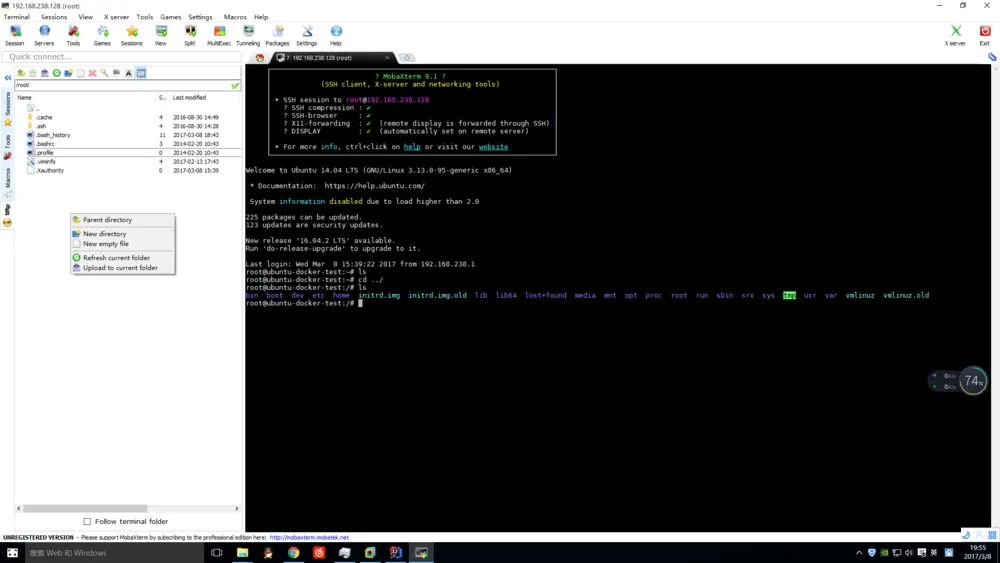 192.168.238.128 (root)
Terminal Sessions View X server Tools Games Settings Macros Help
Session Servers Tools Games Sessions View Split MultiExec Tunneling Packages Settings Help X server Exit
Quick connect...
7. 192.168.238.128 (root)
/root/
Name S.. Last modified
..
.cache 4 2016-08-30 14:49
.ssh 4 2016-08-30 14:28
.bash_history 11 2017-03-08 18:43
.bashrc 3 2014-02-20 10:43
.profile 0 2014-02-20 10:43
.viminfo 4 2017-02-13 17:43
.Xauthority 0 2017-03-08 15:39
Sessions
Tools
Macros
Sftp
Parent directory
New directory
New empty file
Refresh current folder
Upload to current folder
Follow terminal folder
? MobaXterm 9.1 ?
(SSH client, X-server and networking tools)
➤ SSH session to root@192.168.238.128
? SSH compression : ✔
? SSH-browser : ✔
? X11-forwarding : ✔ (remote display is forwarded through SSH)
? DISPLAY : ✔ (automatically set on remote server)
➤ For more info, ctrl+click on help or visit our website
Welcome to Ubuntu 14.04 LTS (GNU/Linux 3.13.0-95-generic x86_64)
* Documentation: https://help.ubuntu.com/
System information disabled due to load higher than 2.0
225 packages can be updated.
123 updates are security updates.
New release '16.04.2 LTS' available.
Run 'do-release-upgrade' to upgrade to it.
Last login: Wed Mar 8 15:39:22 2017 from 192.168.238.1
root@ubuntu-docker-test:~# ls
root@ubuntu-docker-test:~# cd ../
root@ubuntu-docker-test:/# ls
bin boot dev etc home initrd.img initrd.img.old lib lib64 lost+found media mnt opt proc root run sbin srv sys tmp usr var vmlinuz vmlinuz.old
root@ubuntu-docker-test:/#
74%
UNREGISTERED VERSION - Please support MobaXterm by subscribing to the professional edition here: http://mobaxterm.mobatek.net
搜索 Web 和 Windows
英
19:55
2017/3/8